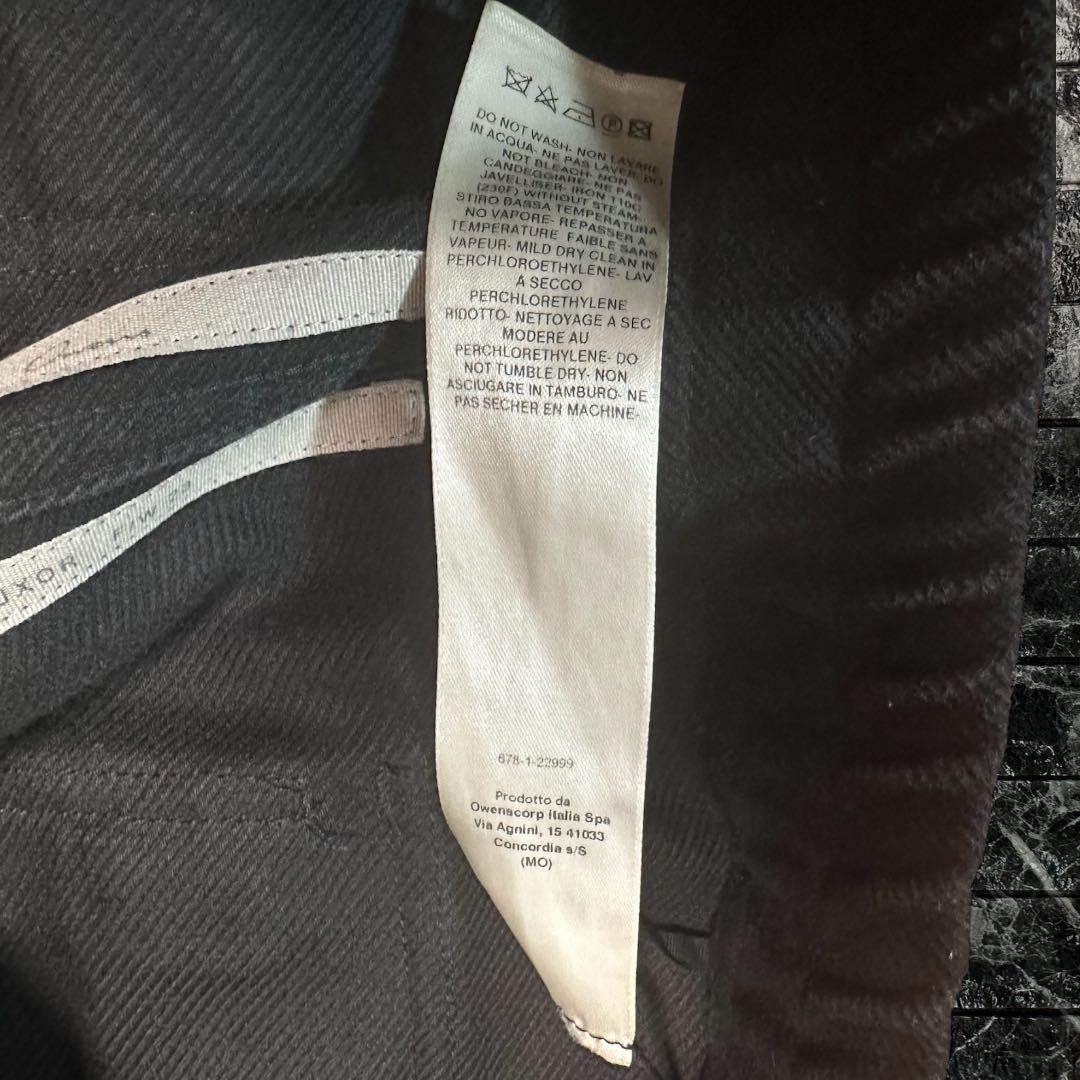 DO NOT WASH- NON LAVARE
IN ACQUA- NE PAS LAVER- DO
NOT BLEACH- NON
CANDEGGIARE- NE PAS
JAVELLISER- IRON 110C
(230F) WITHOUT STEAM-
STIRO BASSA TEMPERATURA
NO VAPORE- REPASSER A
TEMPERATURE FAIBLE SANS
VAPEUR- MILD DRY CLEAN IN
PERCHLOROETHYLENE- LAV
A SECCO
PERCHLORETHYLENE
RIDOTTO- NETTOYAGE A SEC
MODERE AU
PERCHLORETHYLENE- DO
NOT TUMBLE DRY- NON
ASCIUGARE IN TAMBURO- NE
PAS SECHER EN MACHINE-
UXOR F/W 23
678-1-22999
Prodotto da
Owenscorp Italia Spa
Via Agnini, 15 41033
Concordia s/S
(MO)